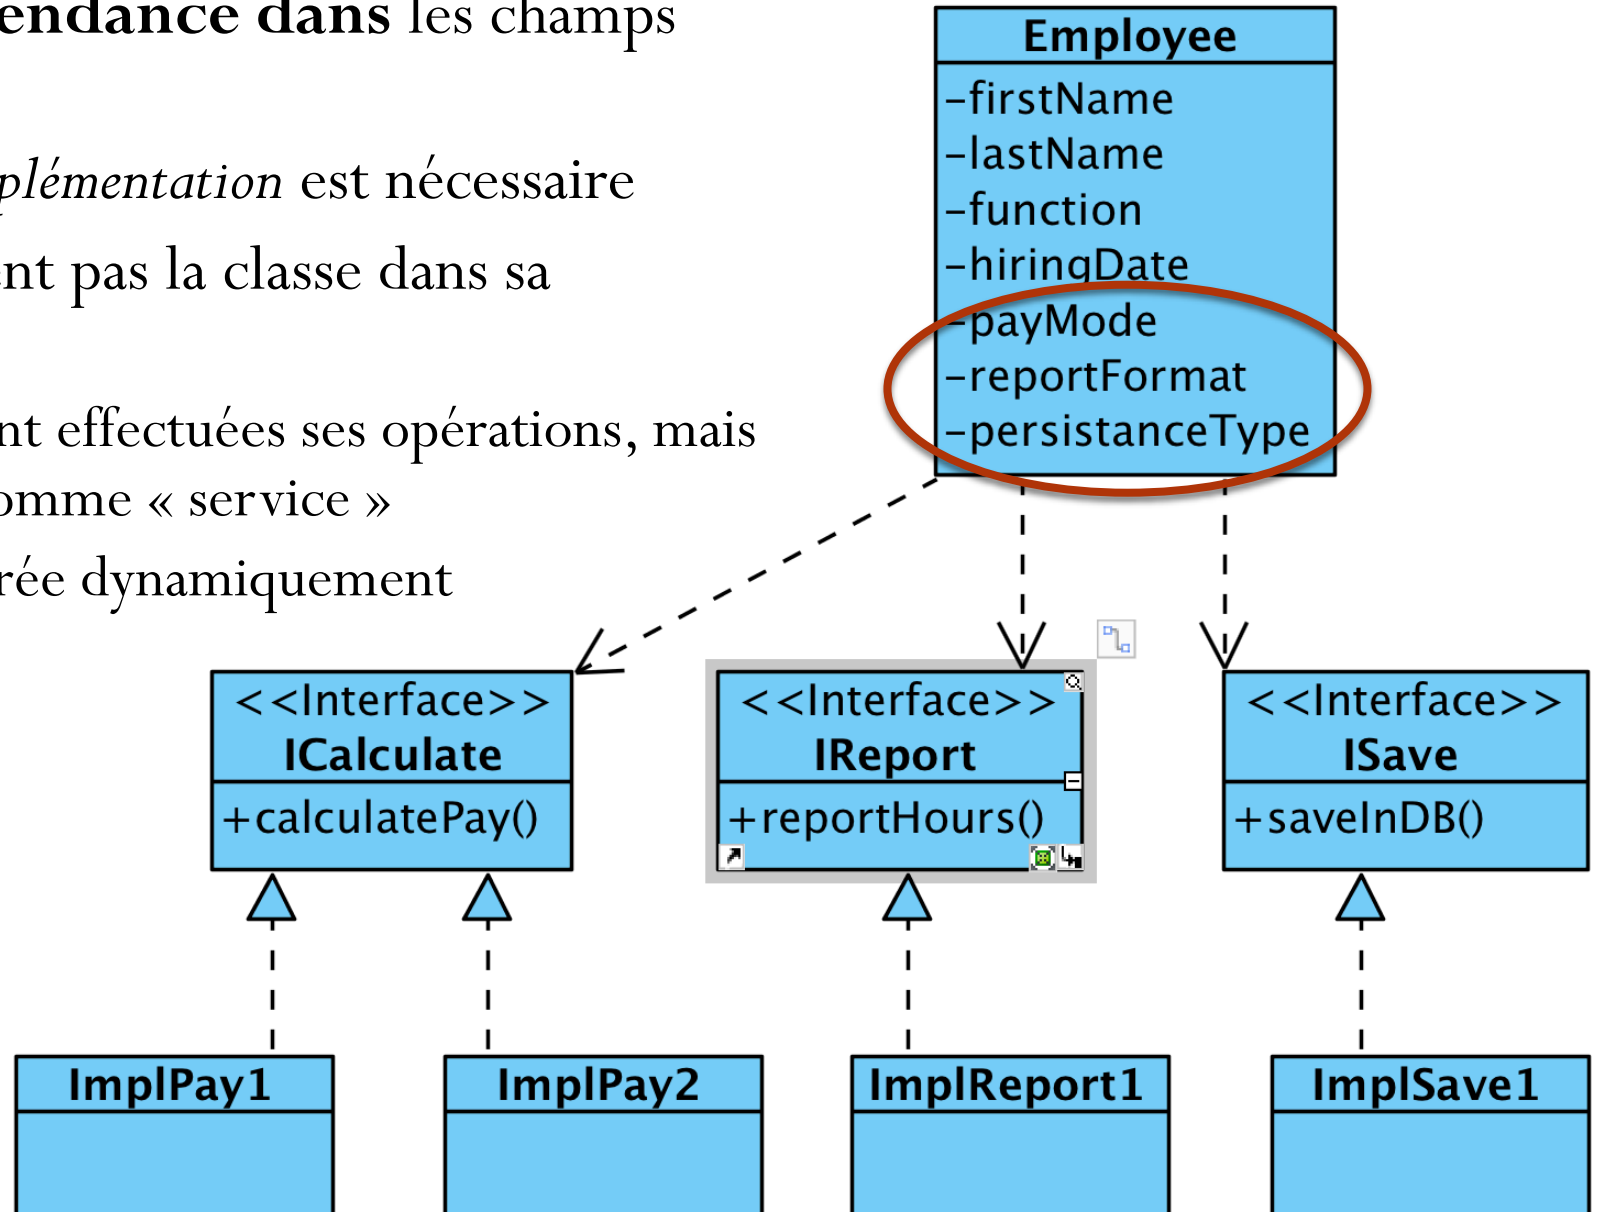 endance dans les champs
plémentation est nécessaire
ent pas la classe dans sa
nt effectuées ses opérations, mais
omme « service »
rée dynamiquement
Employee
-firstName
-lastName
-function
-hiringDate
-payMode
-reportFormat
-persistanceType
<<Interface>>
ICalculate
+calculatePay()
<<Interface>>
IReport
+reportHours()
<<Interface>>
ISave
+saveInDB()
ImplPay1
ImplPay2
ImplReport1
ImplSave1